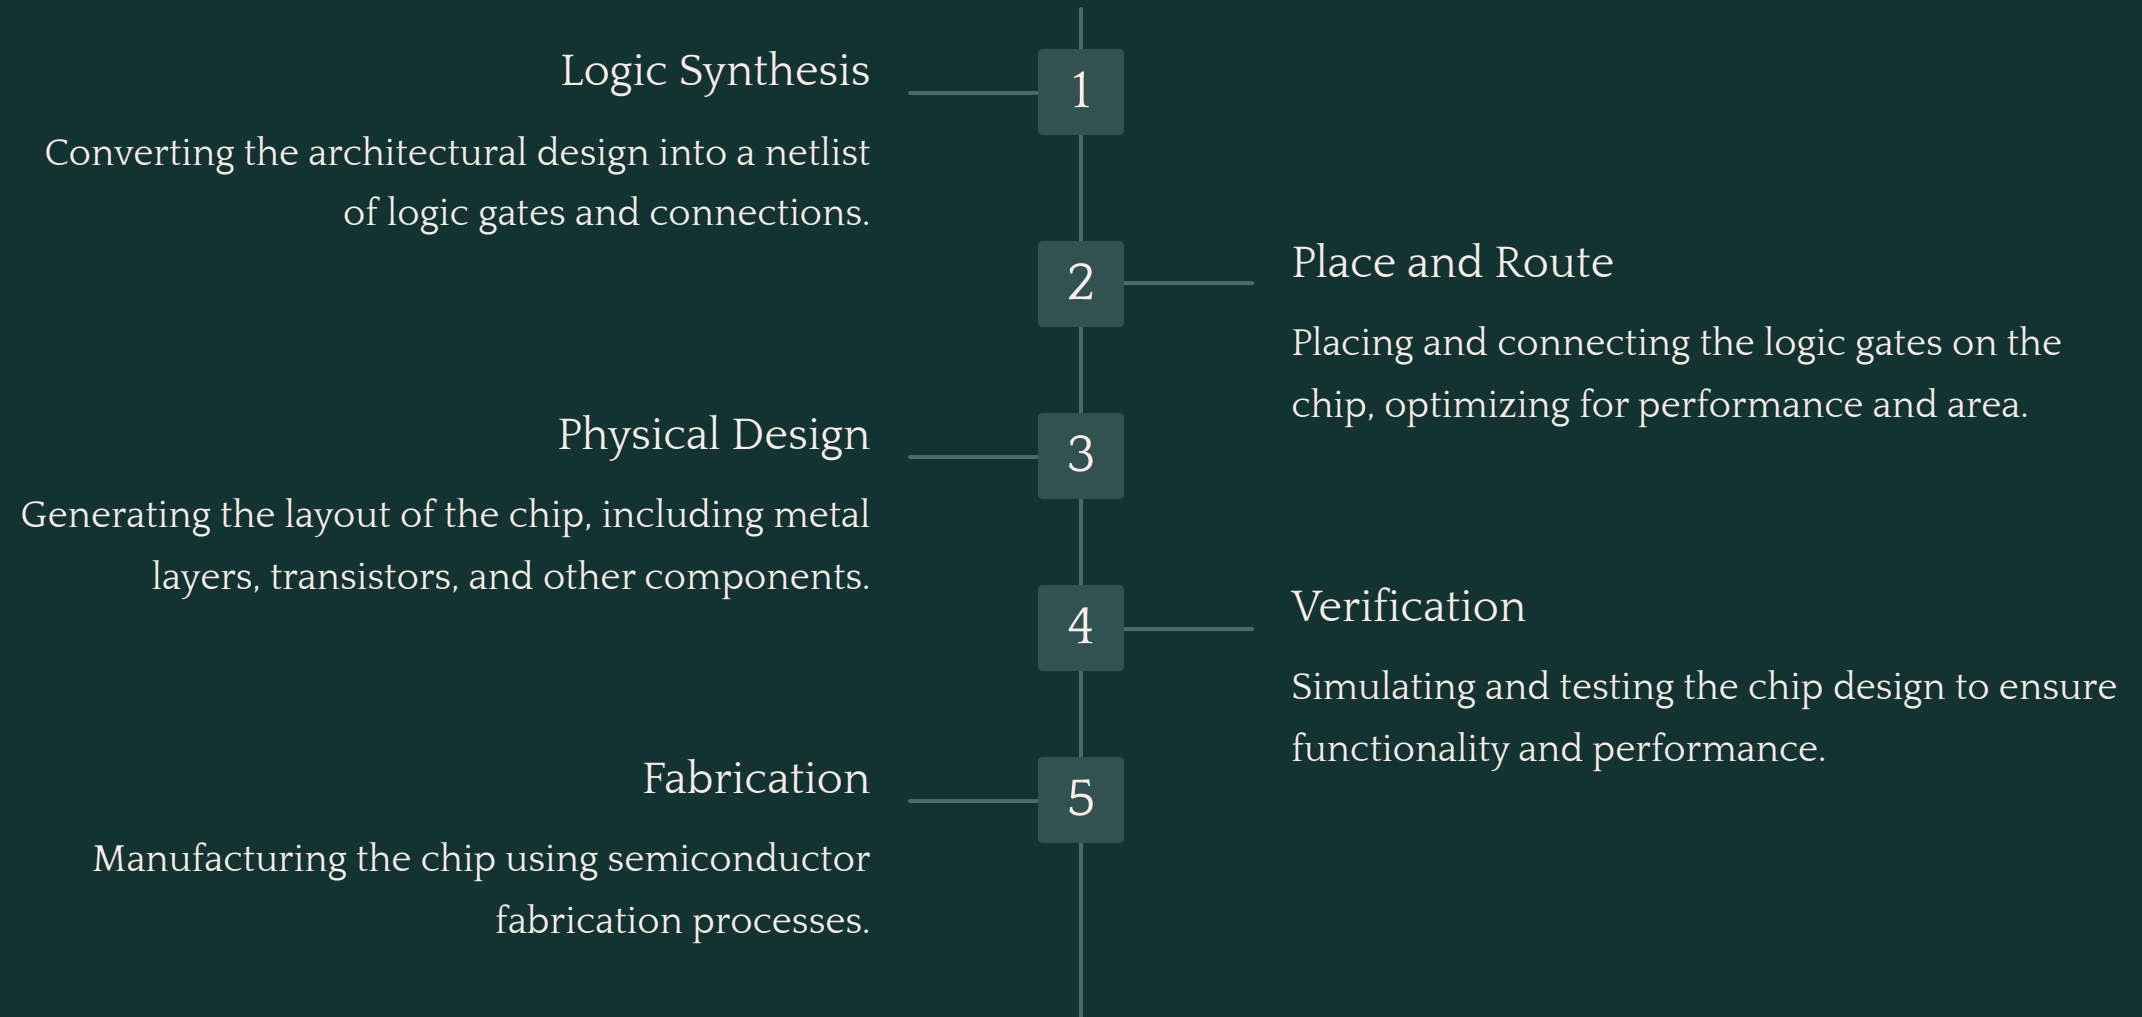 1
Logic Synthesis
Converting the architectural design into a netlist
of logic gates and connections.
2
Place and Route
Placing and connecting the logic gates on the
chip, optimizing for performance and area.
3
Physical Design
Generating the layout of the chip, including metal
layers, transistors, and other components.
4
Verification
Simulating and testing the chip design to ensure
functionality and performance.
5
Fabrication
Manufacturing the chip using semiconductor
fabrication processes.